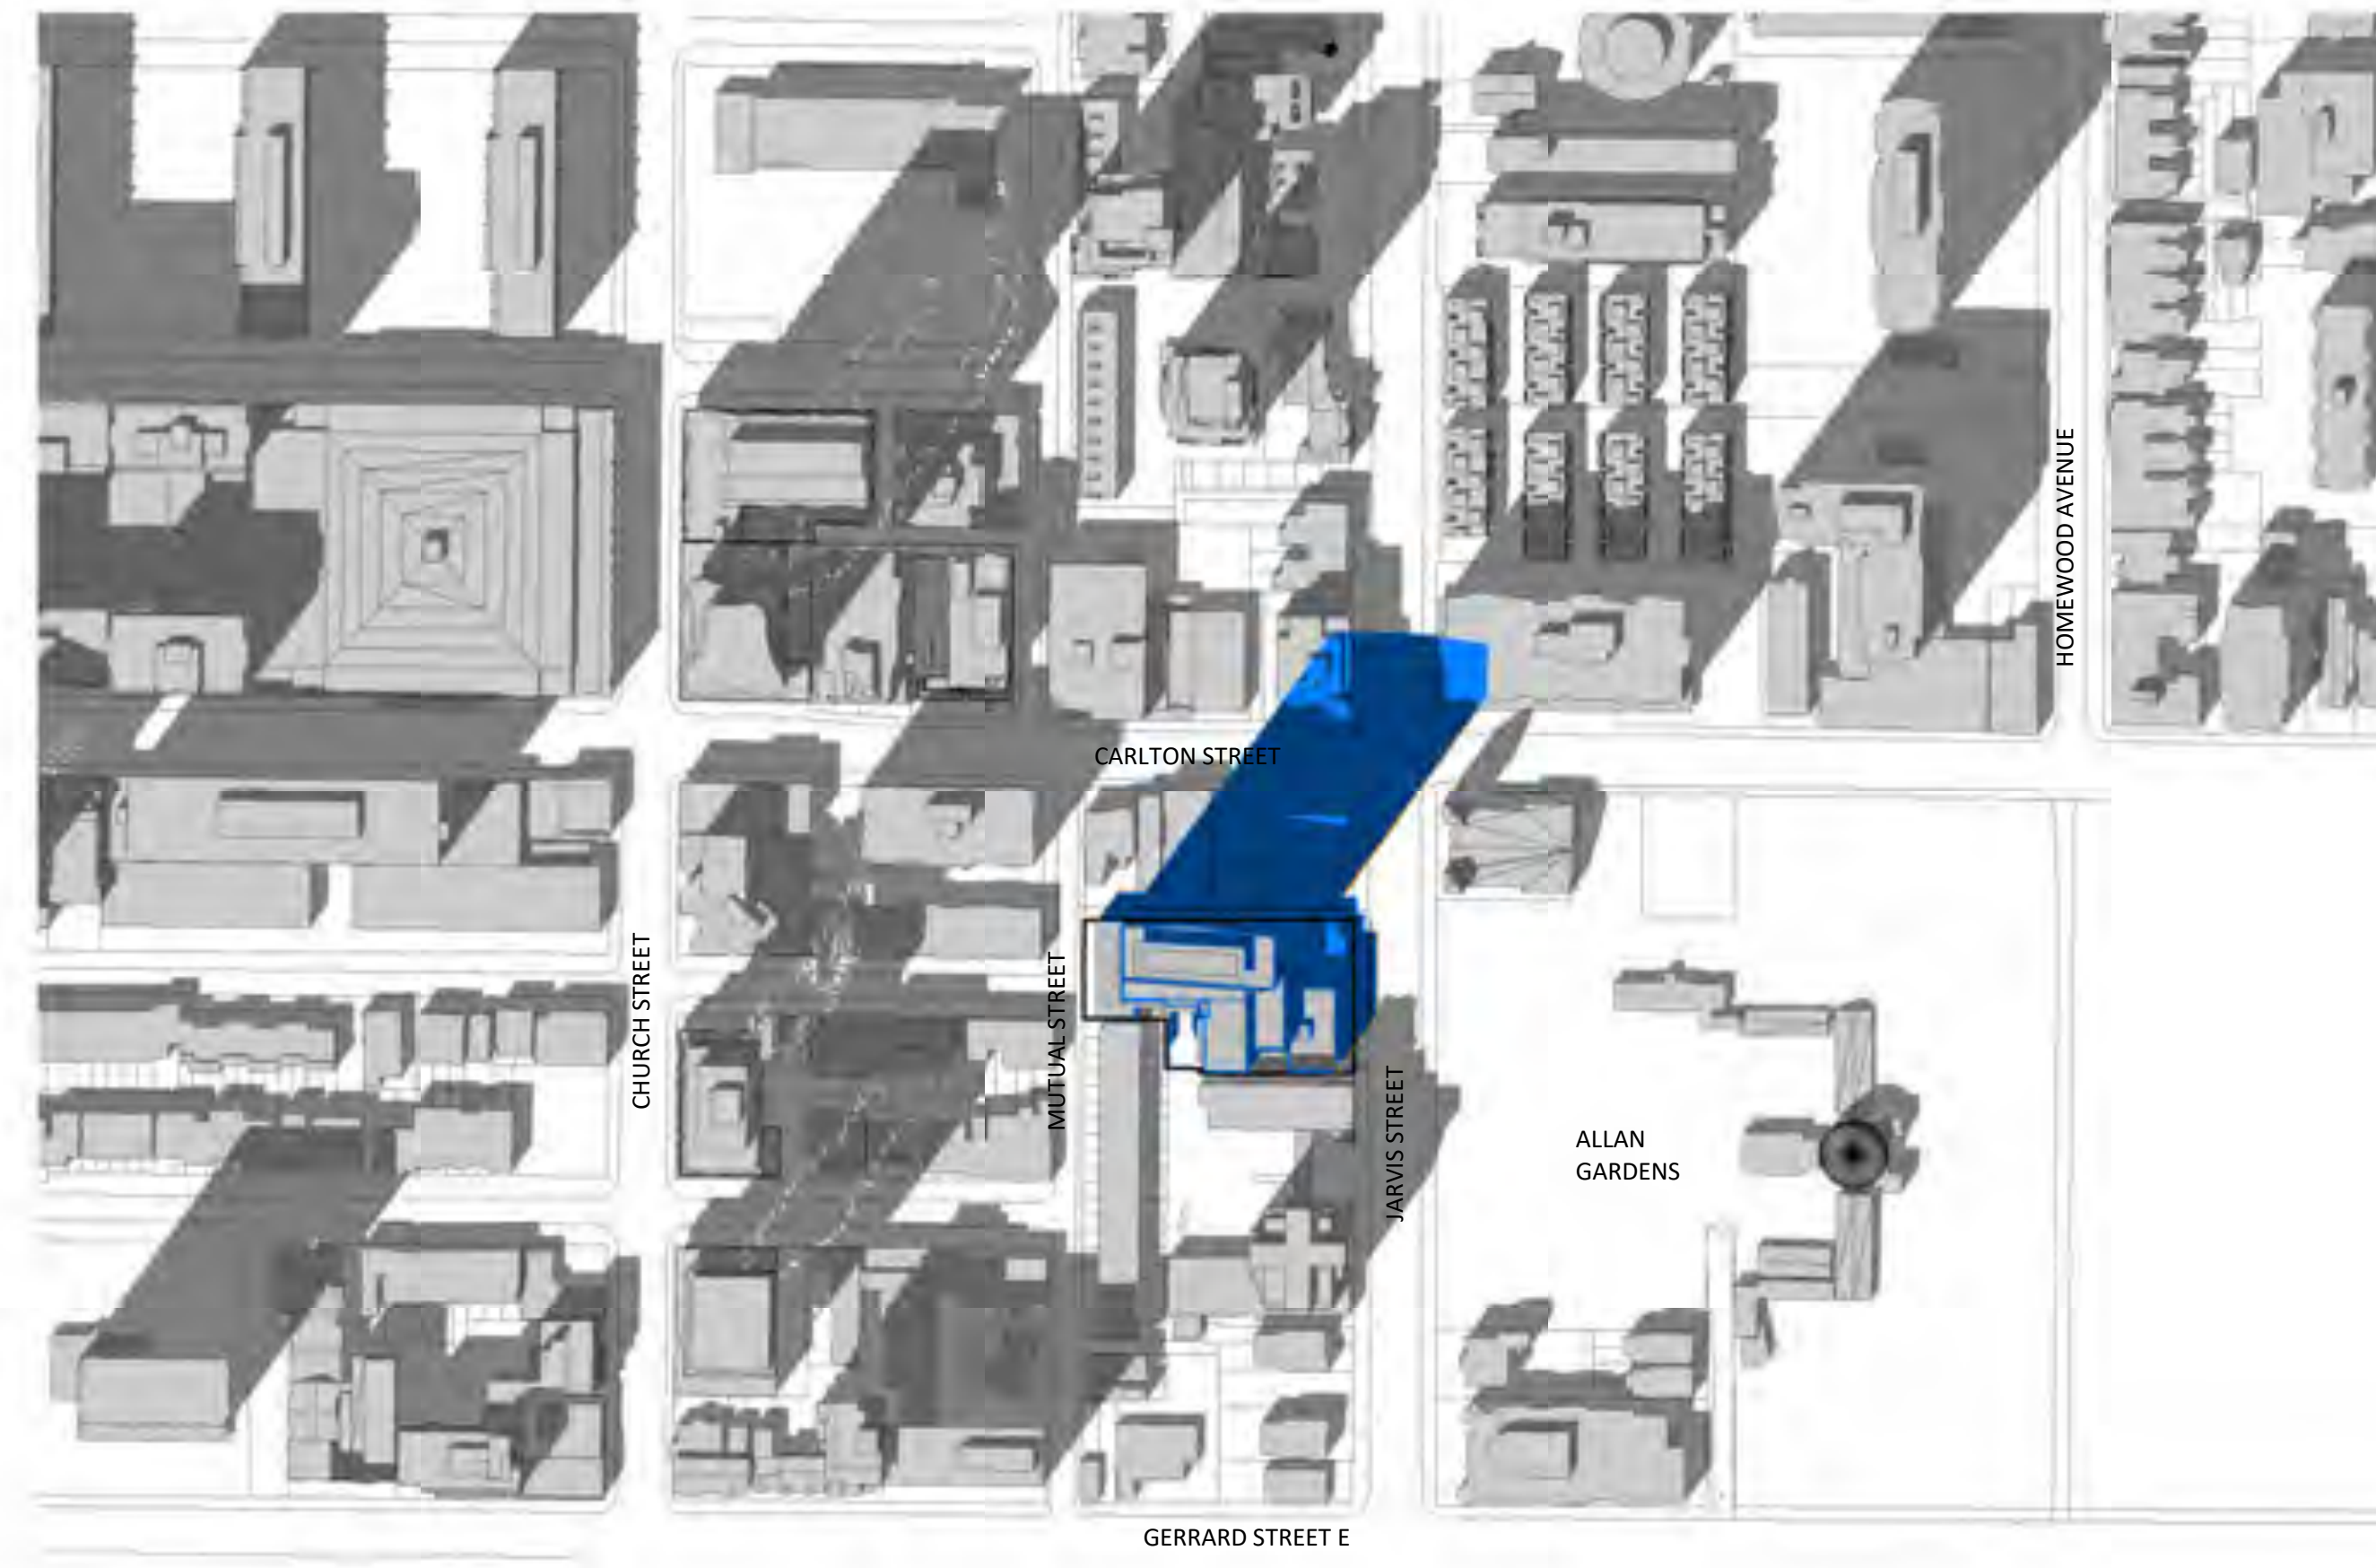 HOMEWOOD AVENUE
CARLTON STREET
CHURCH STREET
MUTUAL STREET
JARVIS STREET
ALLAN
GARDENS
GERRARD STREET E